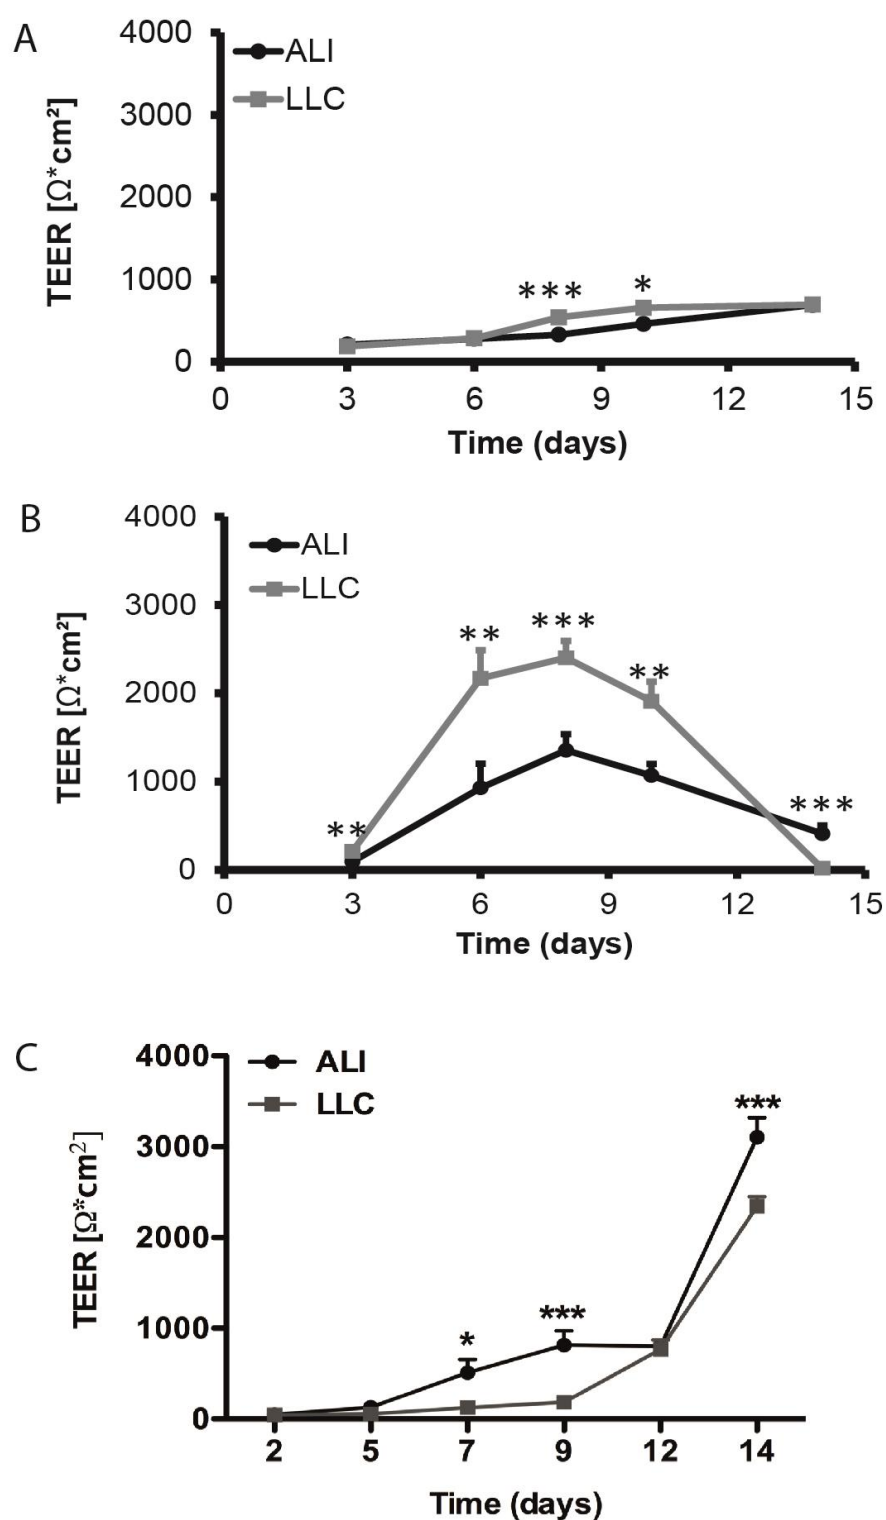 A
4000
ALI
LLC
3000
TEER [Ω*cm²]
2000
1000
*** *
0
0 3 6 9 12 15
Time (days)
B
4000
ALI
LLC
3000
TEER [Ω*cm²]
** *** **
2000
1000
** ***
0
0 3 6 9 12 15
Time (days)
C
4000
ALI
LLC
***
3000
TEER [Ω*cm²]
2000
1000
* ***
0
2 5 7 9 12 14
Time (days)